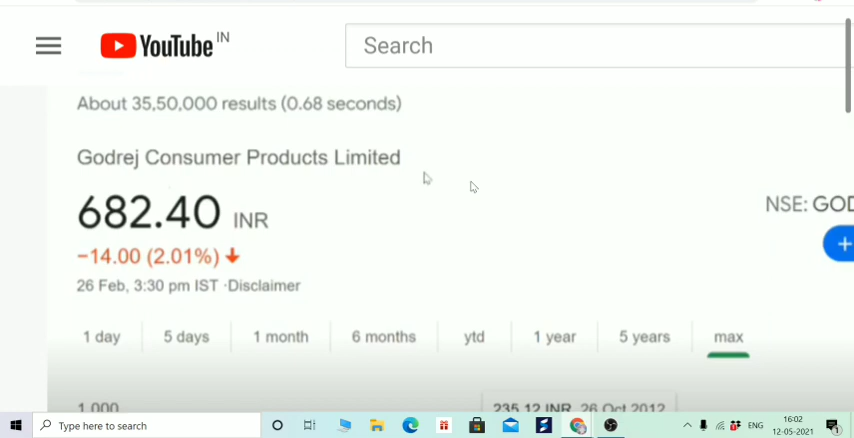 YouTube IN
Search
About 35,50,000 results (0.68 seconds)
Godrej Consumer Products Limited
682.40 INR
NSE: GOD
−14.00 (2.01%)
26 Feb, 3:30 pm IST ·Disclaimer
1 day 5 days 1 month 6 months ytd 1 year 5 years max
1,000
235.12 INR 26 Oct 2012
Type here to search
ENG
16:02
12-05-2021
1